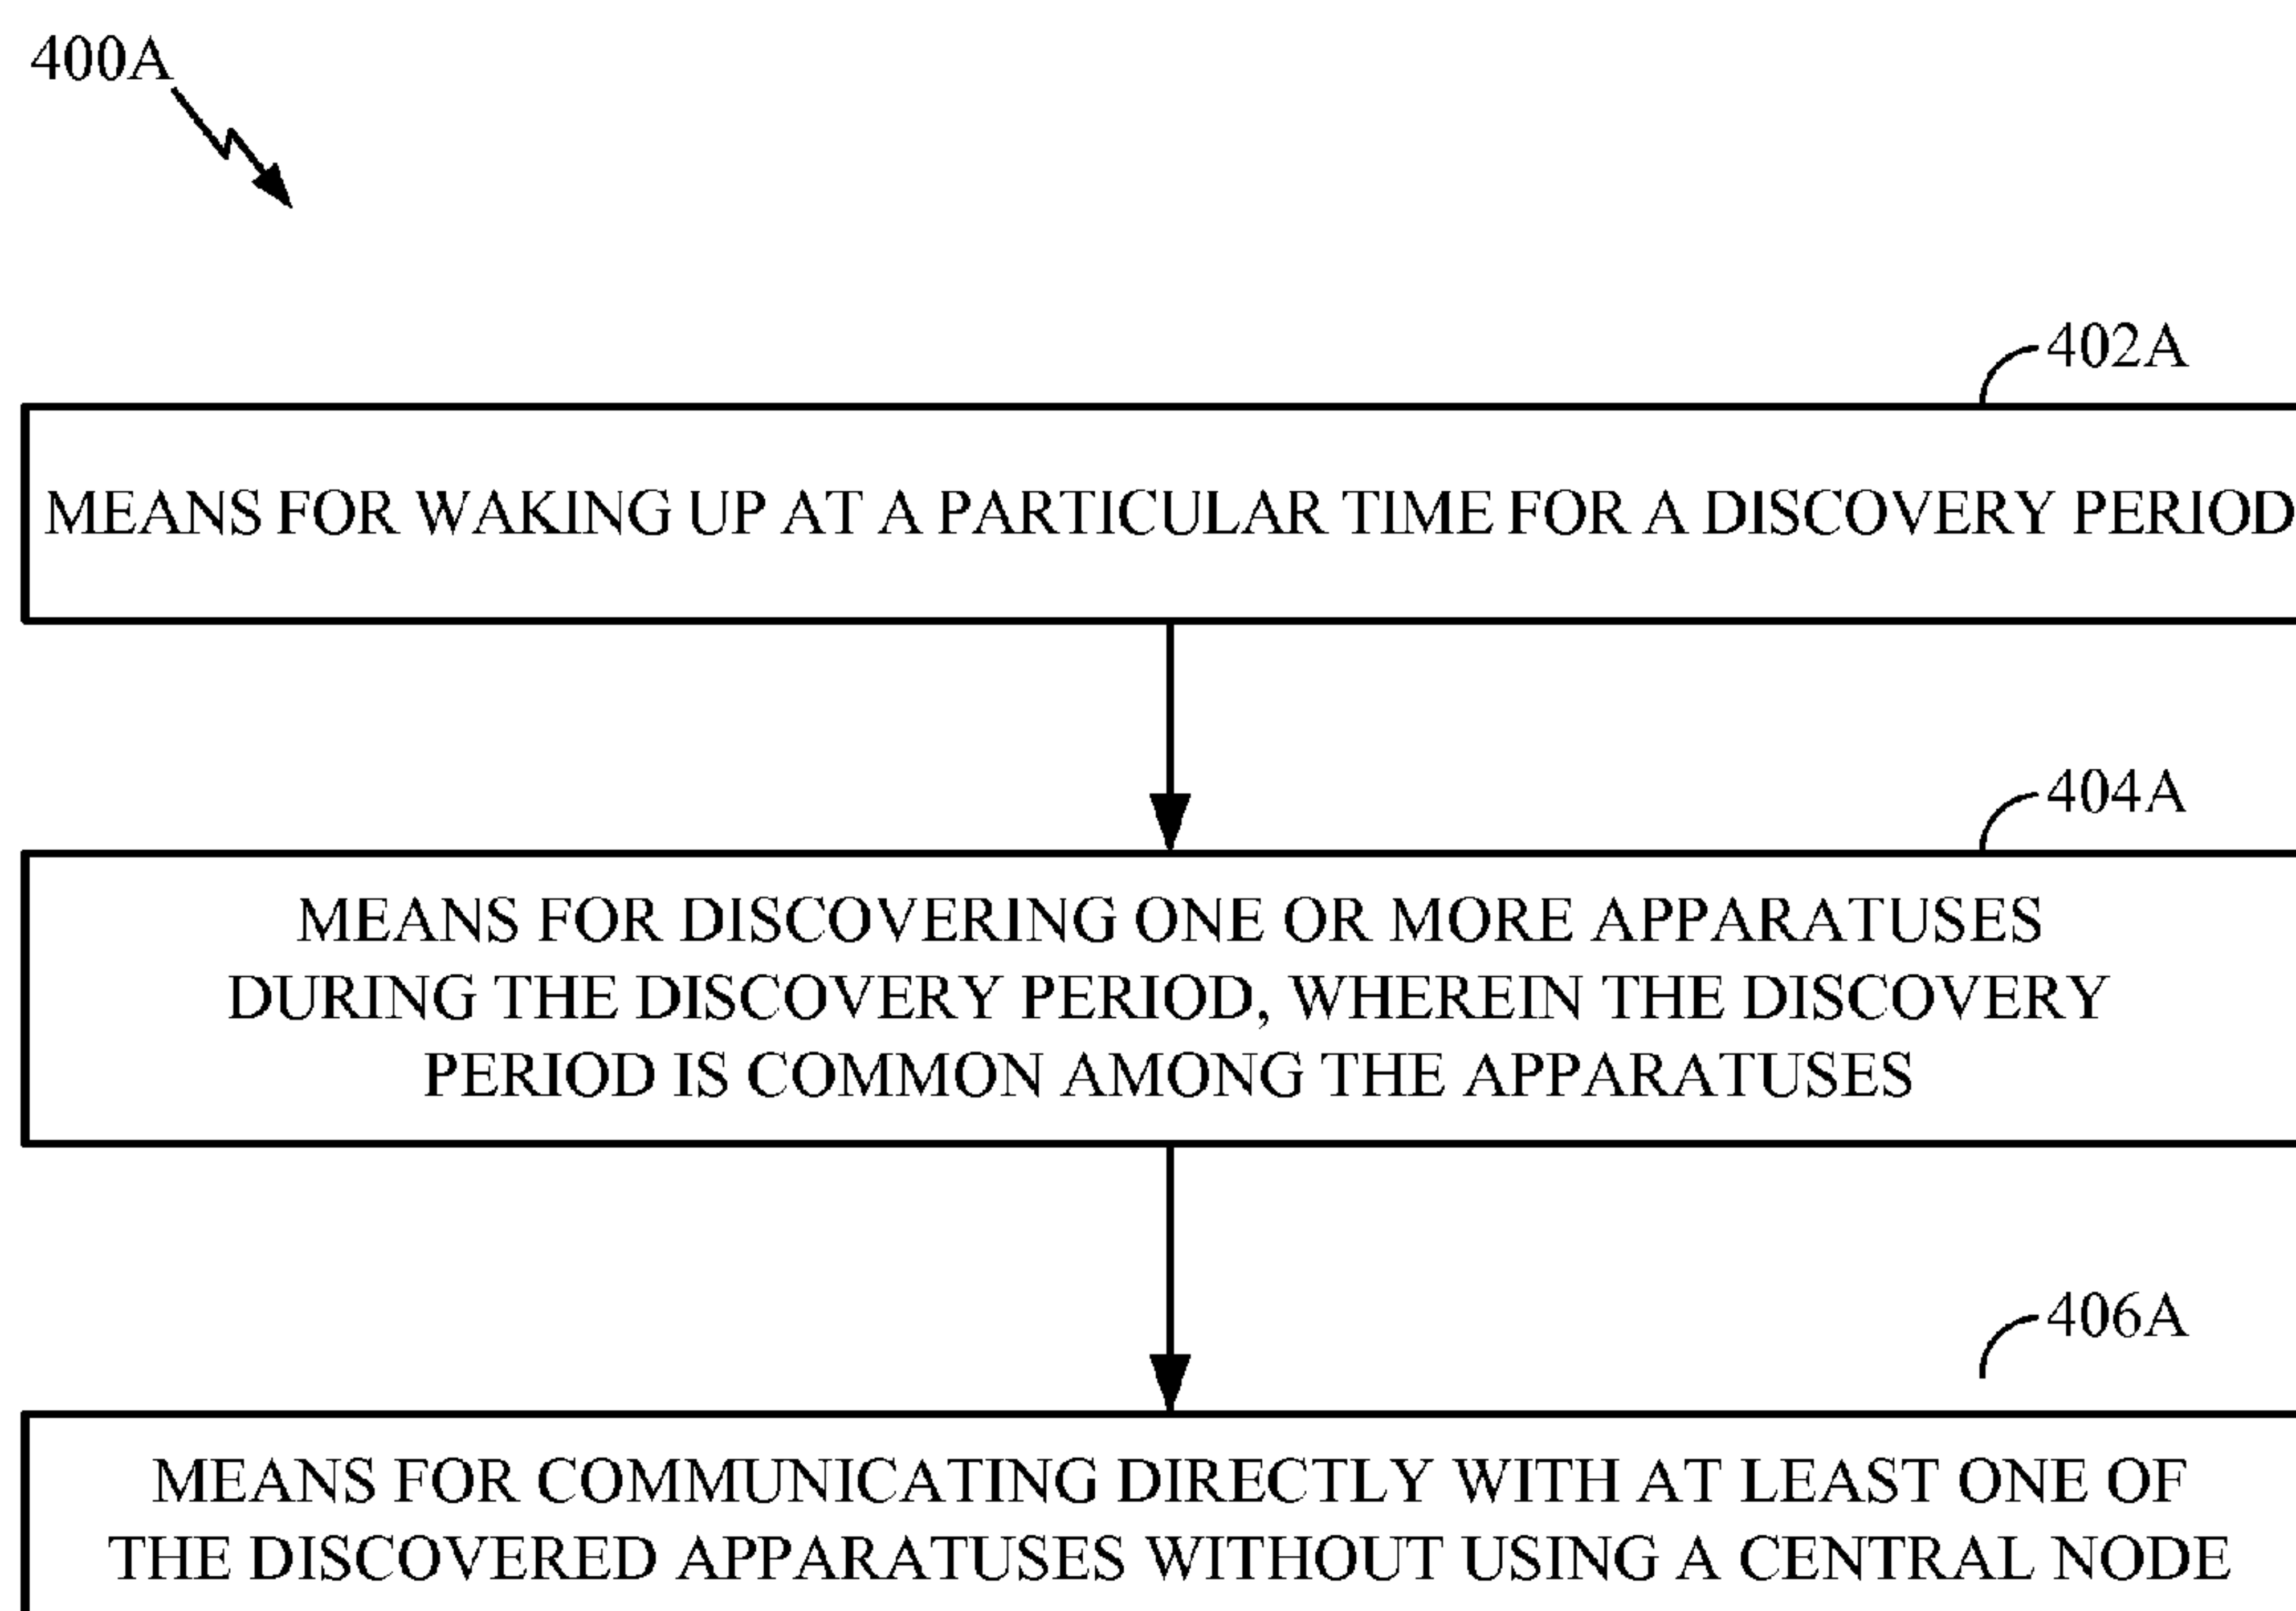 400A
402A
MEANS FOR WAKING UP AT A PARTICULAR TIME FOR A DISCOVERY PERIOD
404A
MEANS FOR DISCOVERING ONE OR MORE APPARATUSES
DURING THE DISCOVERY PERIOD, WHEREIN THE DISCOVERY
PERIOD IS COMMON AMONG THE APPARATUSES
406A
MEANS FOR COMMUNICATING DIRECTLY WITH AT LEAST ONE OF
THE DISCOVERED APPARATUSES WITHOUT USING A CENTRAL NODE